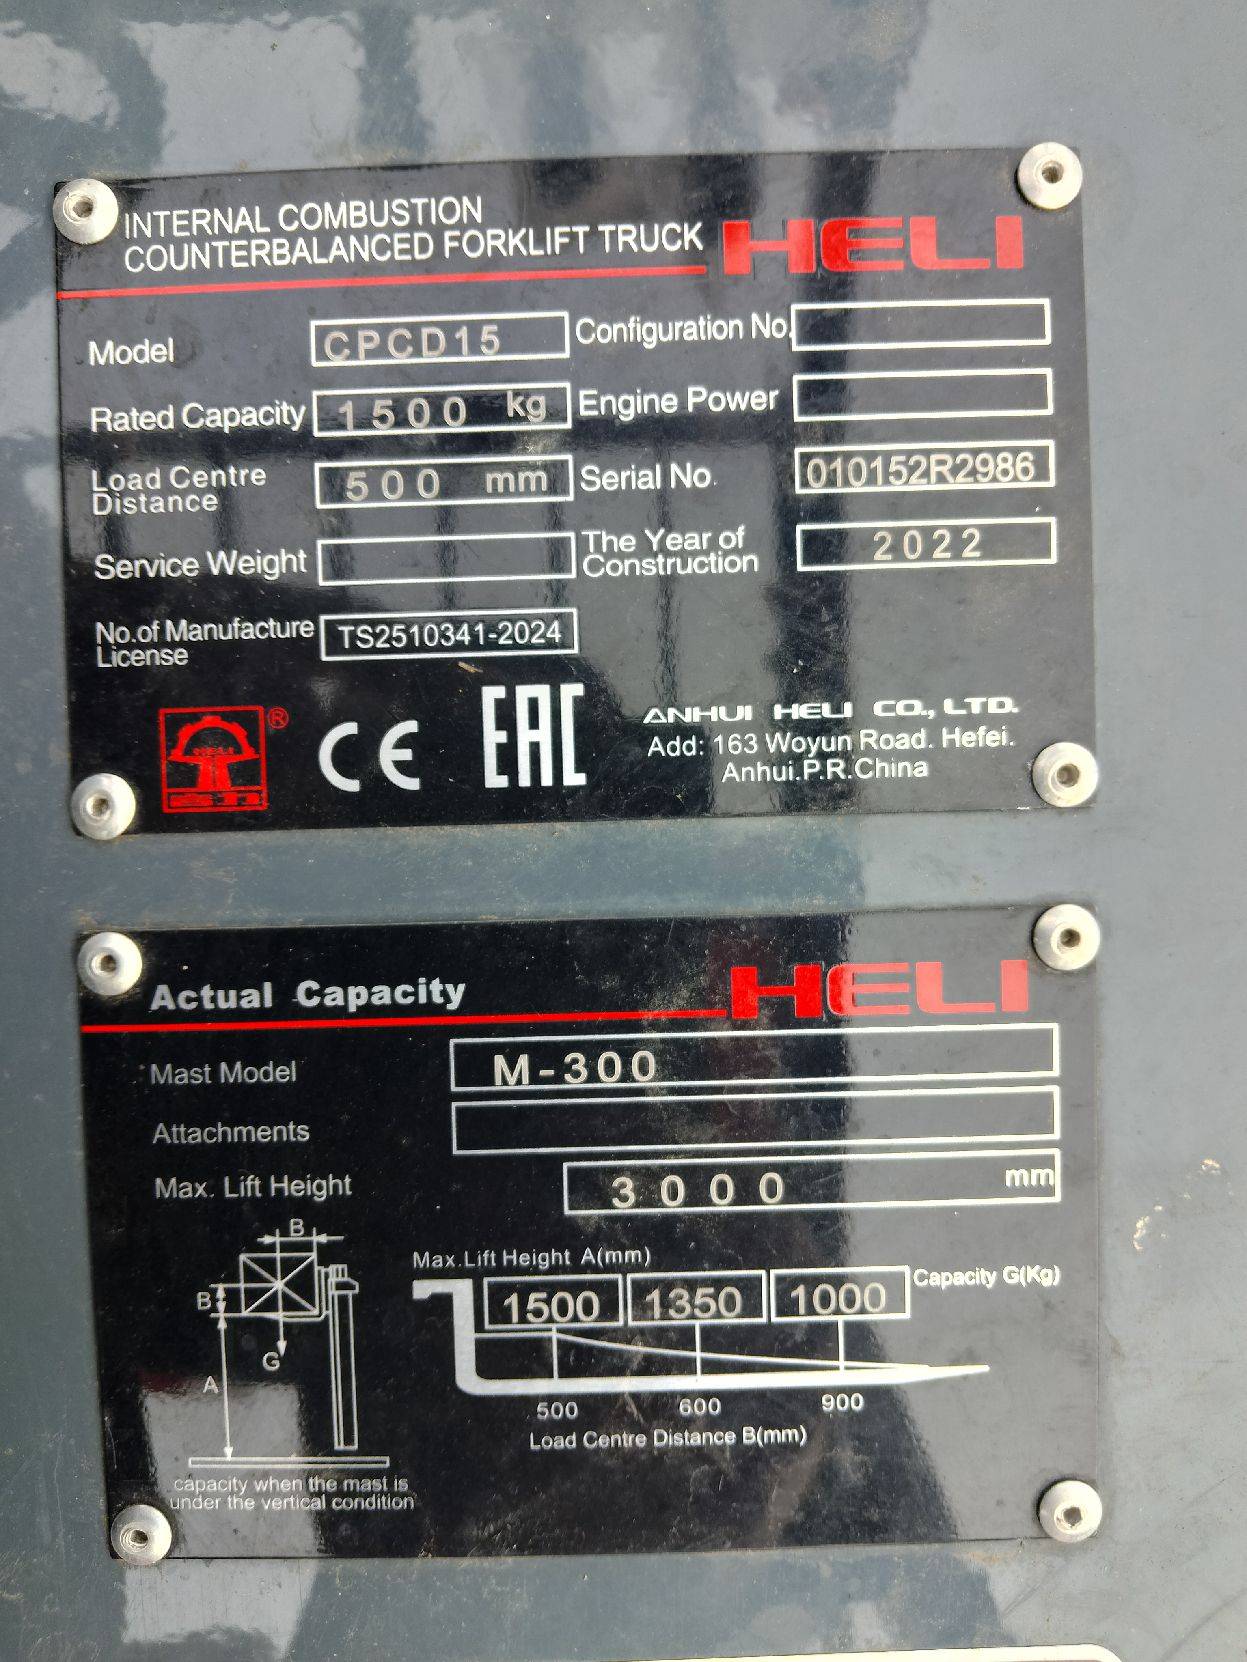 INTERNAL COMBUSTION
COUNTERBALANCED FORKLIFT TRUCK HELI
Model CPCD15 Configuration No.
Rated Capacity 1500 kg Engine Power
Load Centre
Distance 500 mm Serial No. 010152R2986
Service Weight The Year of
Construction 2022
No.of Manufacture
License TS2510341-2024
HELI ® CE EAC
ANHUI HELI CO., LTD.
Add: 163 Woyun Road. Hefei.
Anhui.P.R.China
Actual Capacity HELI
Mast Model M-300
Attachments
Max. Lift Height 3000 mm
B
B
G
A
capacity when the mast is
under the vertical condition
Max.Lift Height A(mm)
1500 1350 1000 Capacity G(Kg)
500 600 900
Load Centre Distance B(mm)